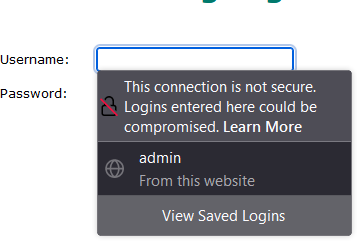 Username:
This connection is not secure.
Logins entered here could be
compromised. Learn More
Password:
admin
From this website
View Saved Logins